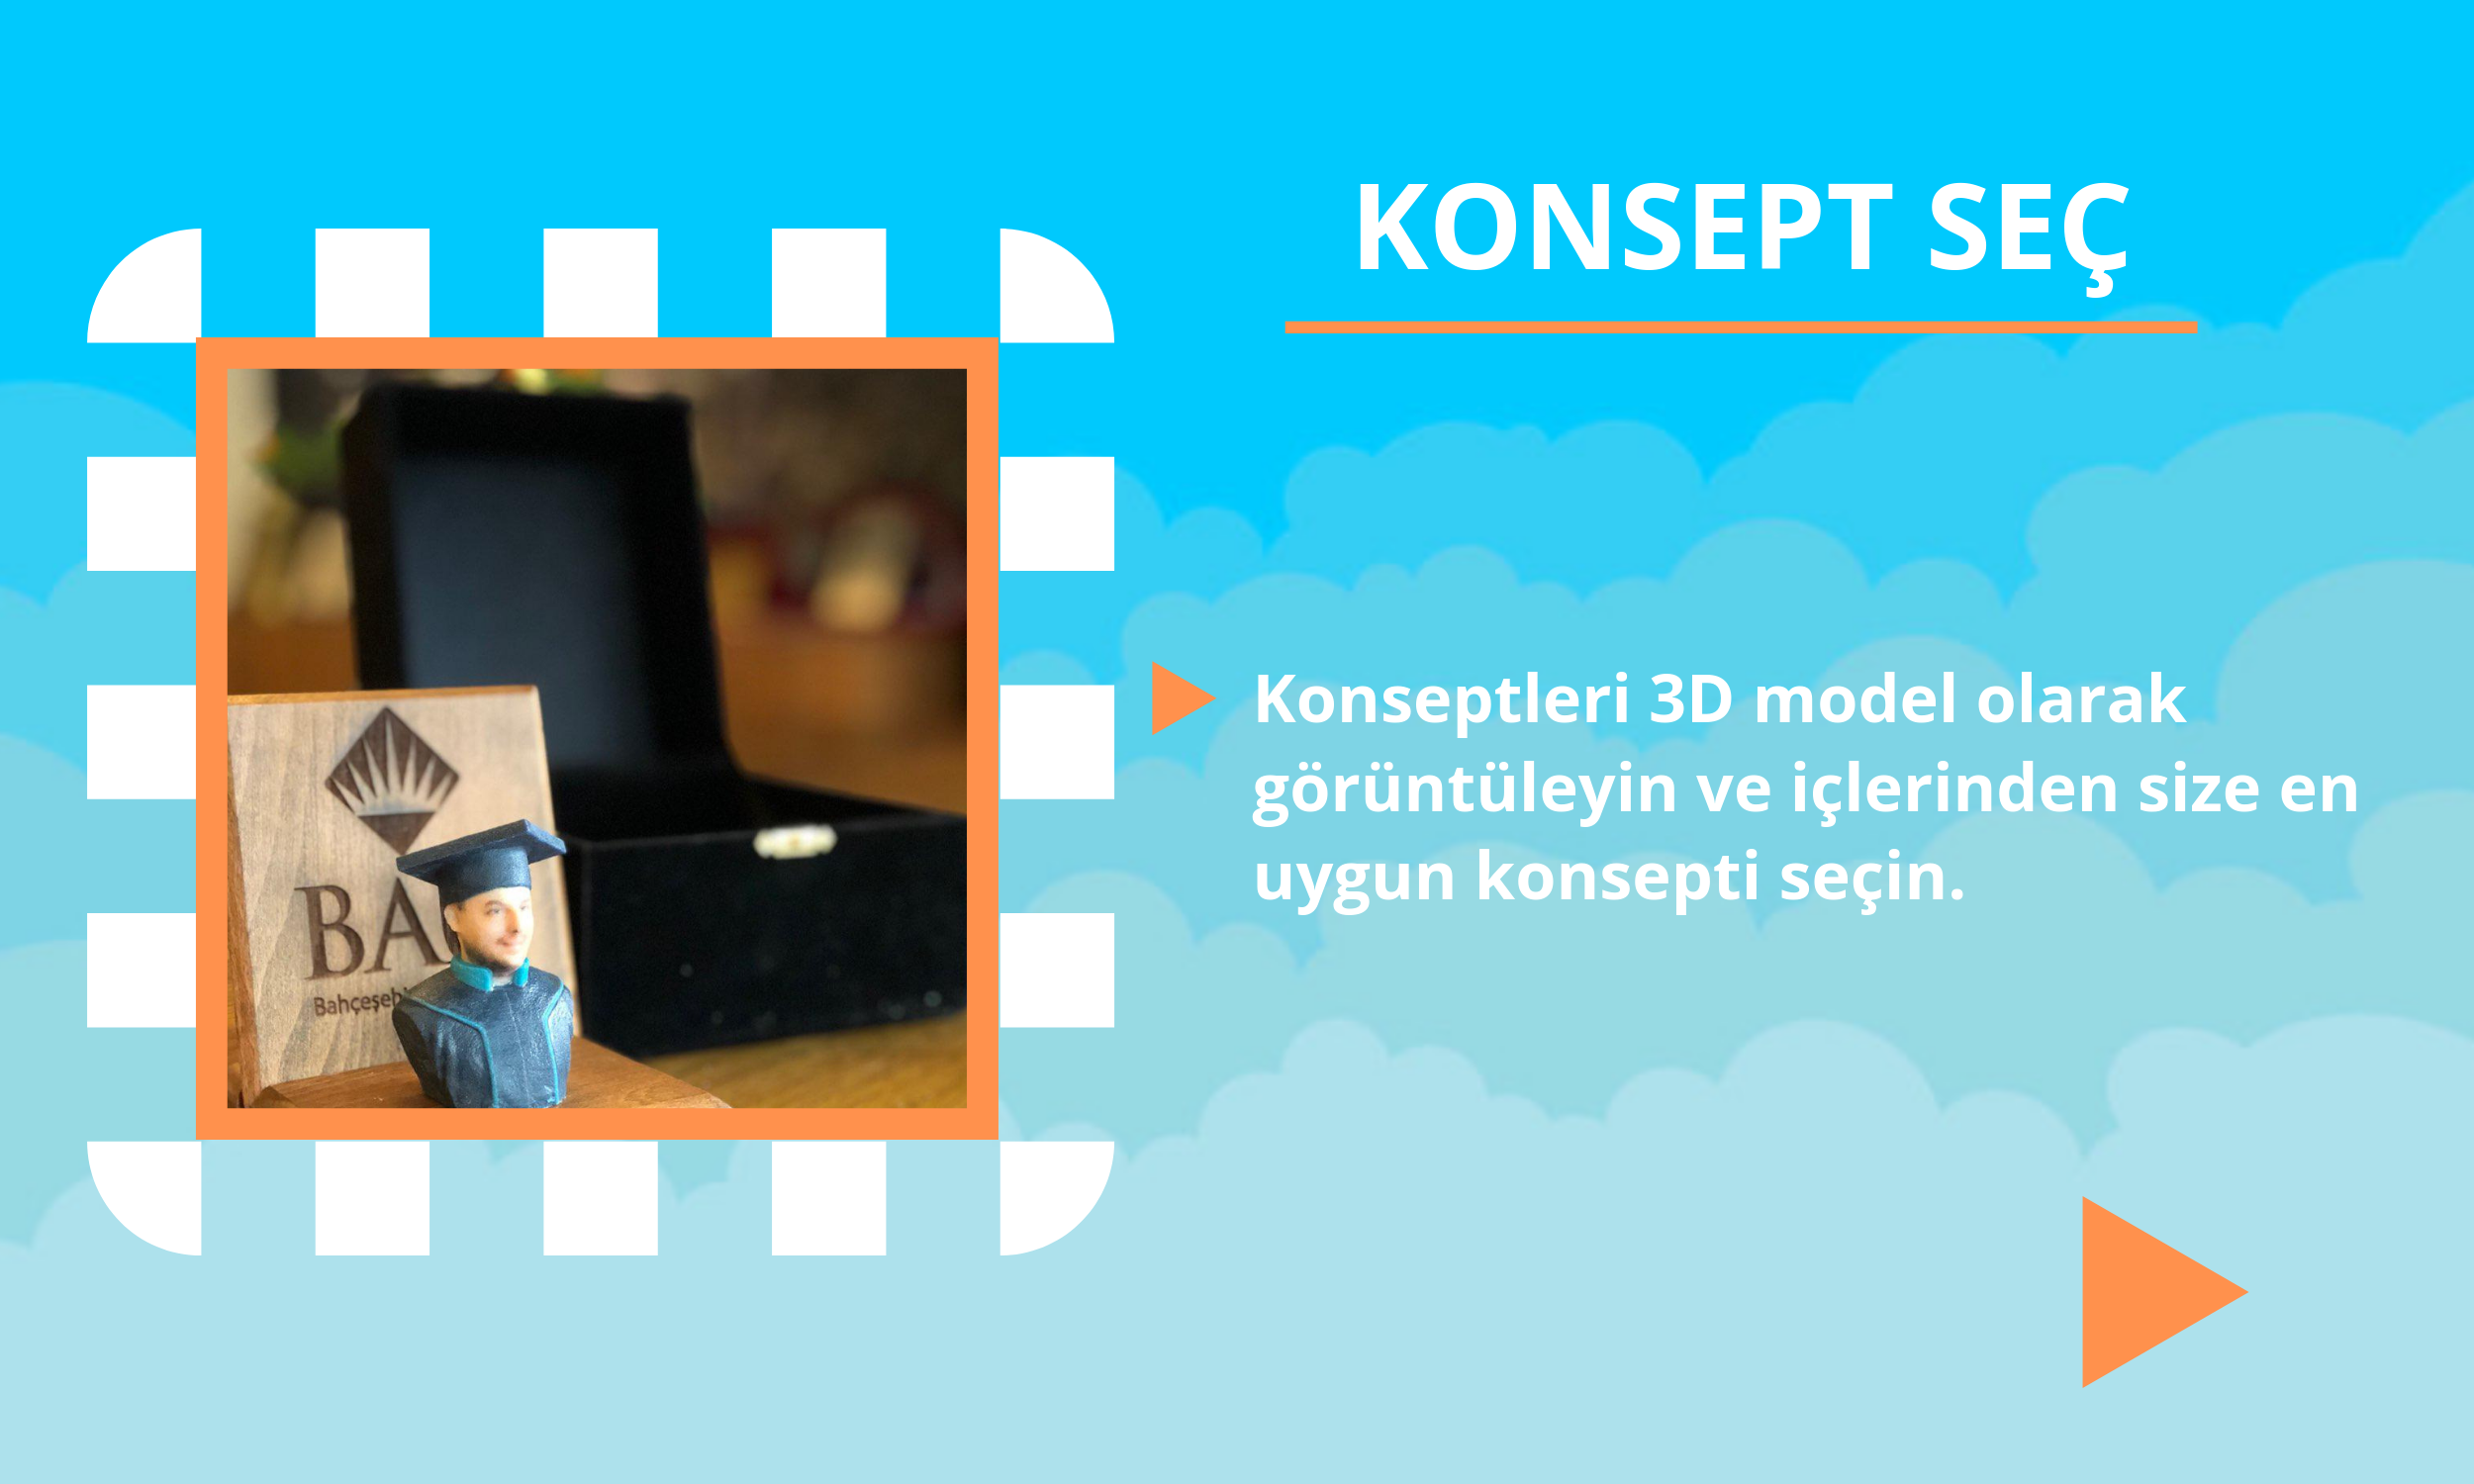 KONSEPT SEÇ
Konseptleri 3D model olarak
görüntüleyin ve içlerinden size en
uygun konsepti seçin.
BA
Bahçeşeh